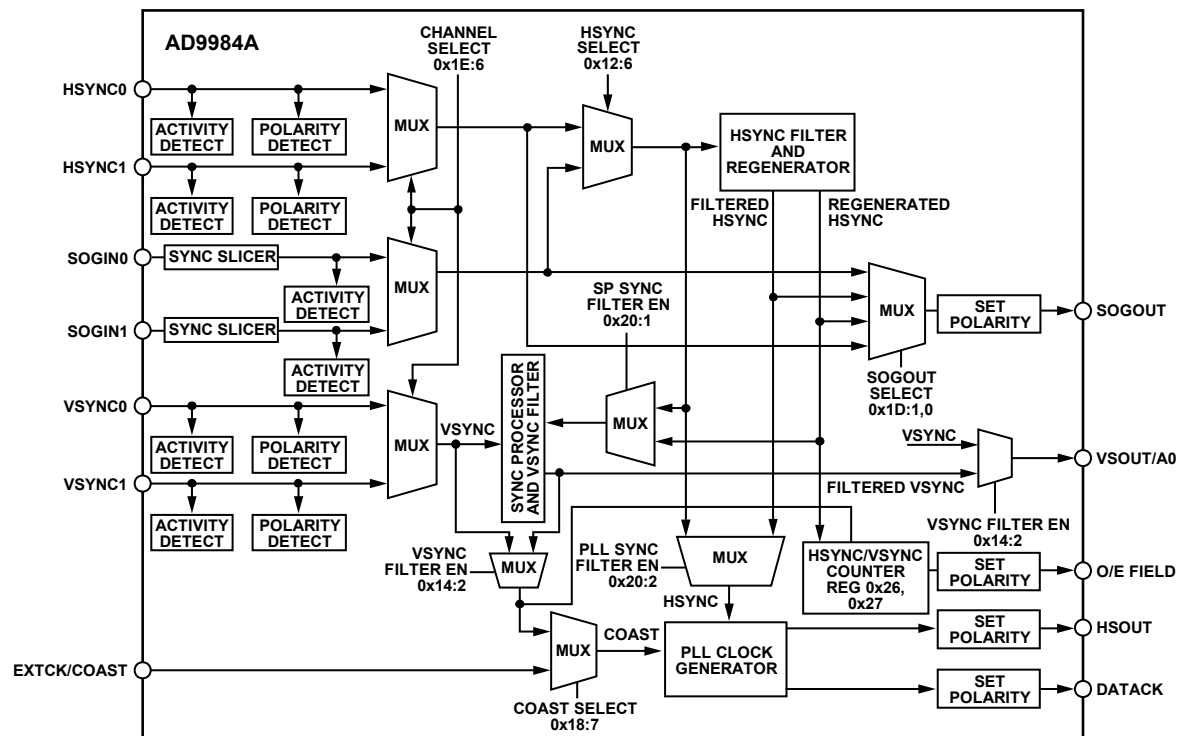 AD9984A
CHANNEL
SELECT
0x1E:6
HSYNC
SELECT
0x12:6
HSYNC0
ACTIVITY
DETECT
POLARITY
DETECT
MUX
MUX
HSYNC FILTER
AND
REGENERATOR
HSYNC1
ACTIVITY
DETECT
POLARITY
DETECT
FILTERED
HSYNC
REGENERATED
HSYNC
SOGIN0
SYNC SLICER
ACTIVITY
DETECT
MUX
SP SYNC
FILTER EN
0x20:1
MUX
SET
POLARITY
SOGOUT
SOGIN1
SYNC SLICER
ACTIVITY
DETECT
SOGOUT
SELECT
0x1D:1,0
VSYNC0
ACTIVITY
DETECT
POLARITY
DETECT
MUX
VSYNC
SYNC PROCESSOR
AND VSYNC FILTER
MUX
VSYNC
VSOUT/A0
FILTERED VSYNC
VSYNC1
ACTIVITY
DETECT
POLARITY
DETECT
VSYNC FILTER EN
0x14:2
VSYNC
FILTER EN
0x14:2
MUX
PLL SYNC
FILTER EN
0x20:2
MUX
HSYNC
HSYNC/VSYNC
COUNTER
REG 0x26,
0x27
SET
POLARITY
O/E FIELD
EXTCK/COAST
MUX
COAST
COAST SELECT
0x18:7
PLL CLOCK
GENERATOR
SET
POLARITY
HSOUT
SET
POLARITY
DATACK